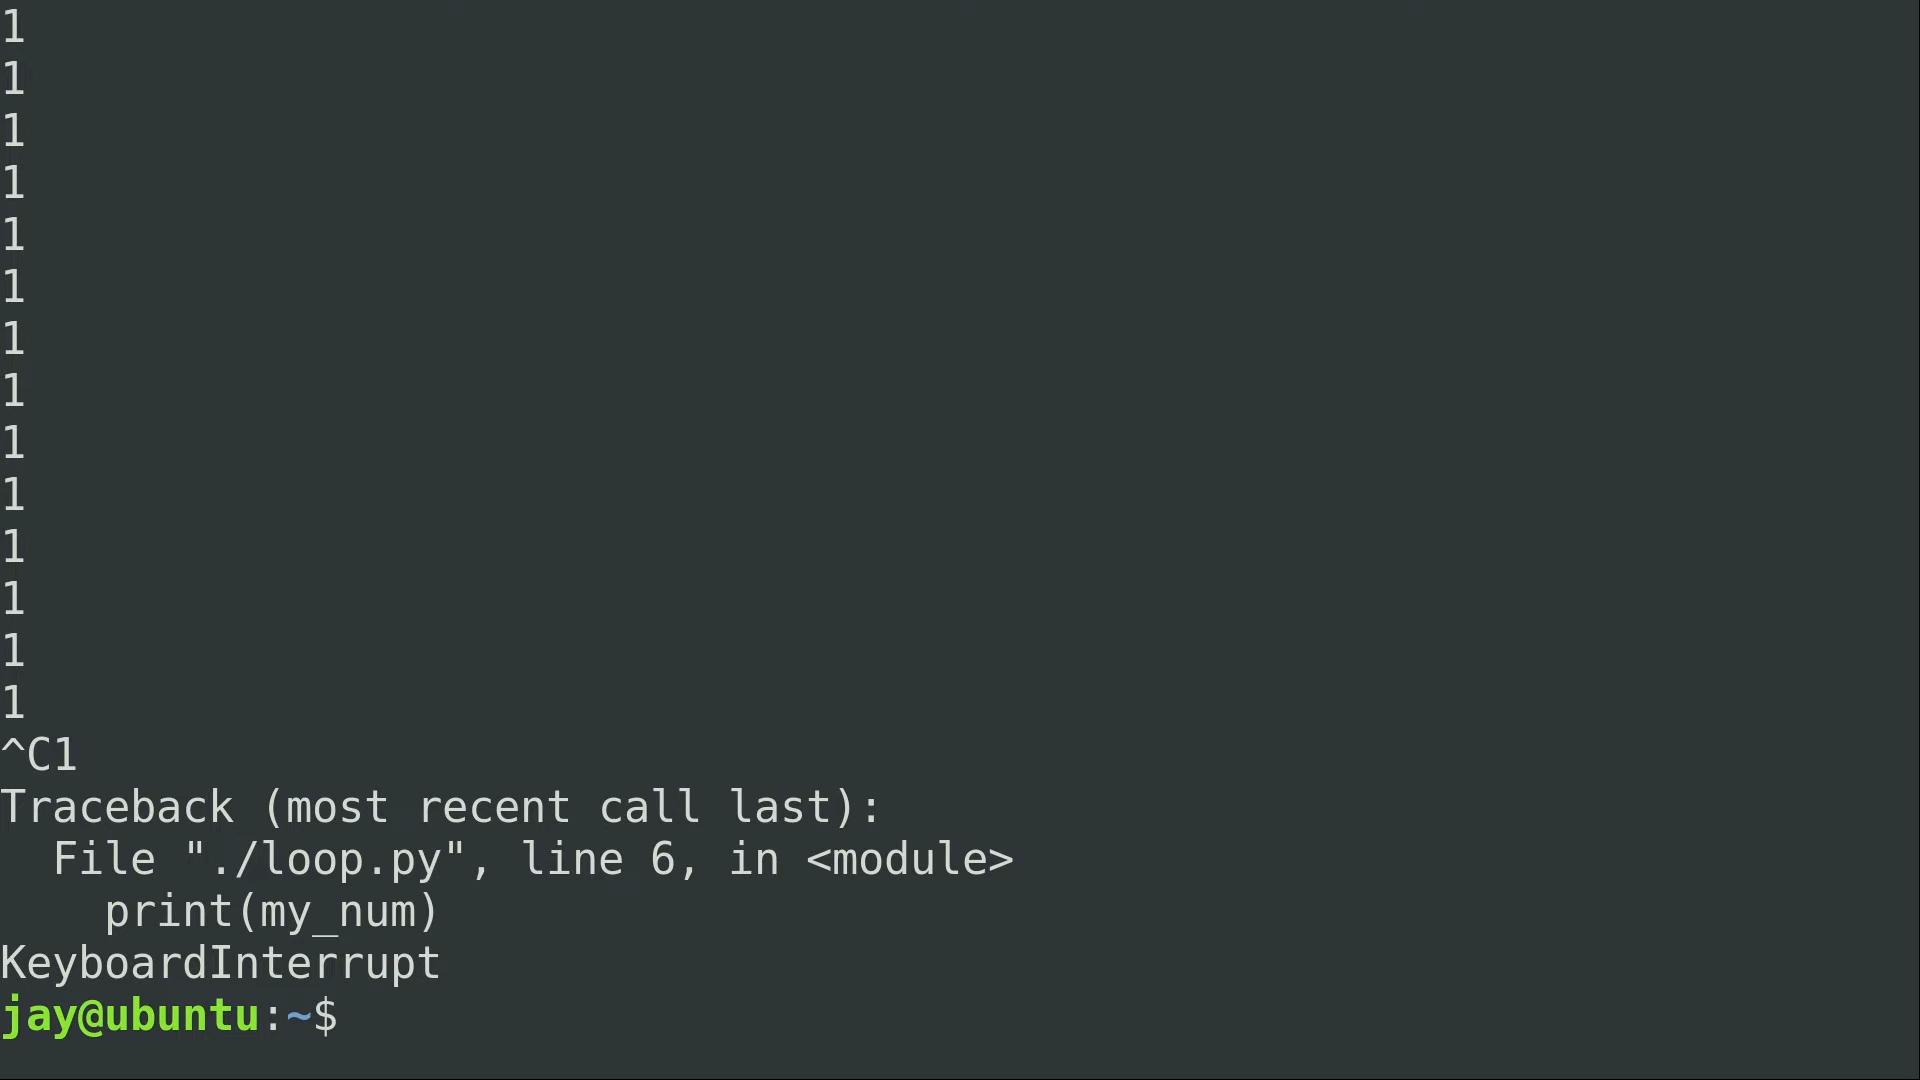 1
1
1
1
1
1
1
1
1
1
1
1
1
1
^C1
Traceback (most recent call last):
  File "./loop.py", line 6, in <module>
    print(my_num)
KeyboardInterrupt
jay@ubuntu:~$